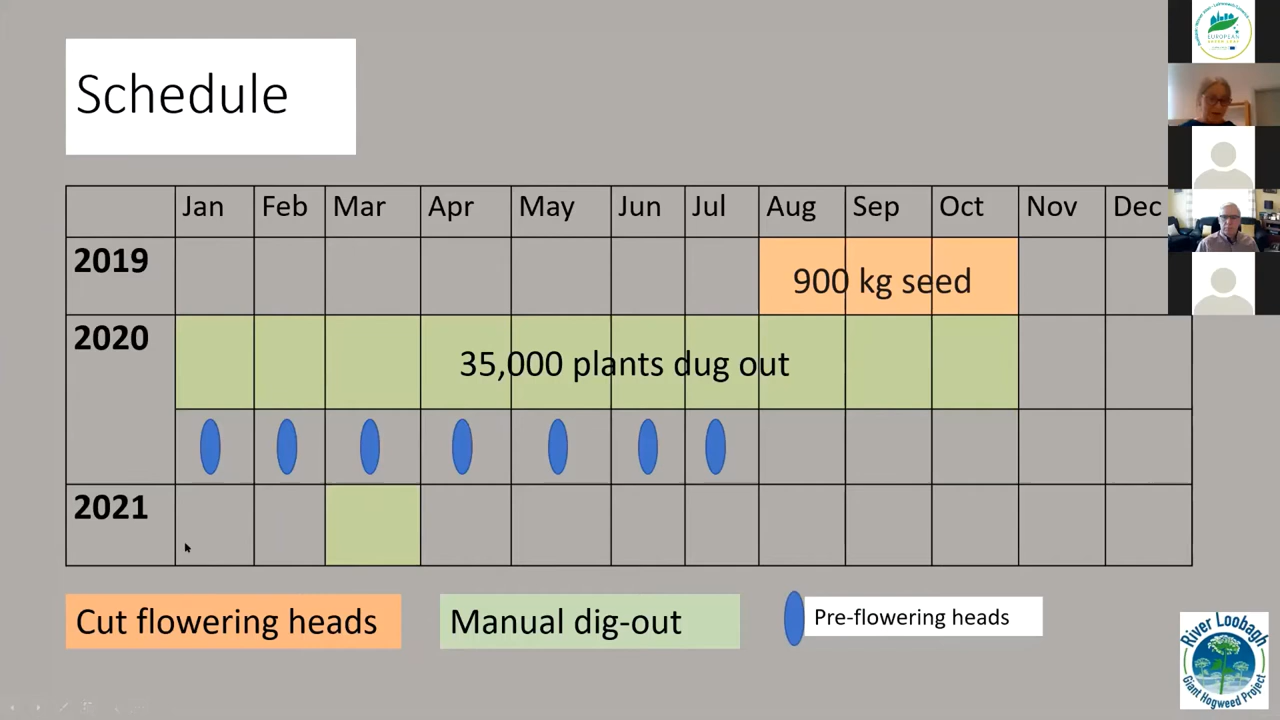 Schedule
Jan Feb Mar Apr May Jun Jul Aug Sep Oct Nov Dec
2019
900 kg seed
2020
35,000 plants dug out
2021
Cut flowering heads
Manual dig-out
Pre-flowering heads
EUROPEAN
River Loobagh
Giant Hogweed Project